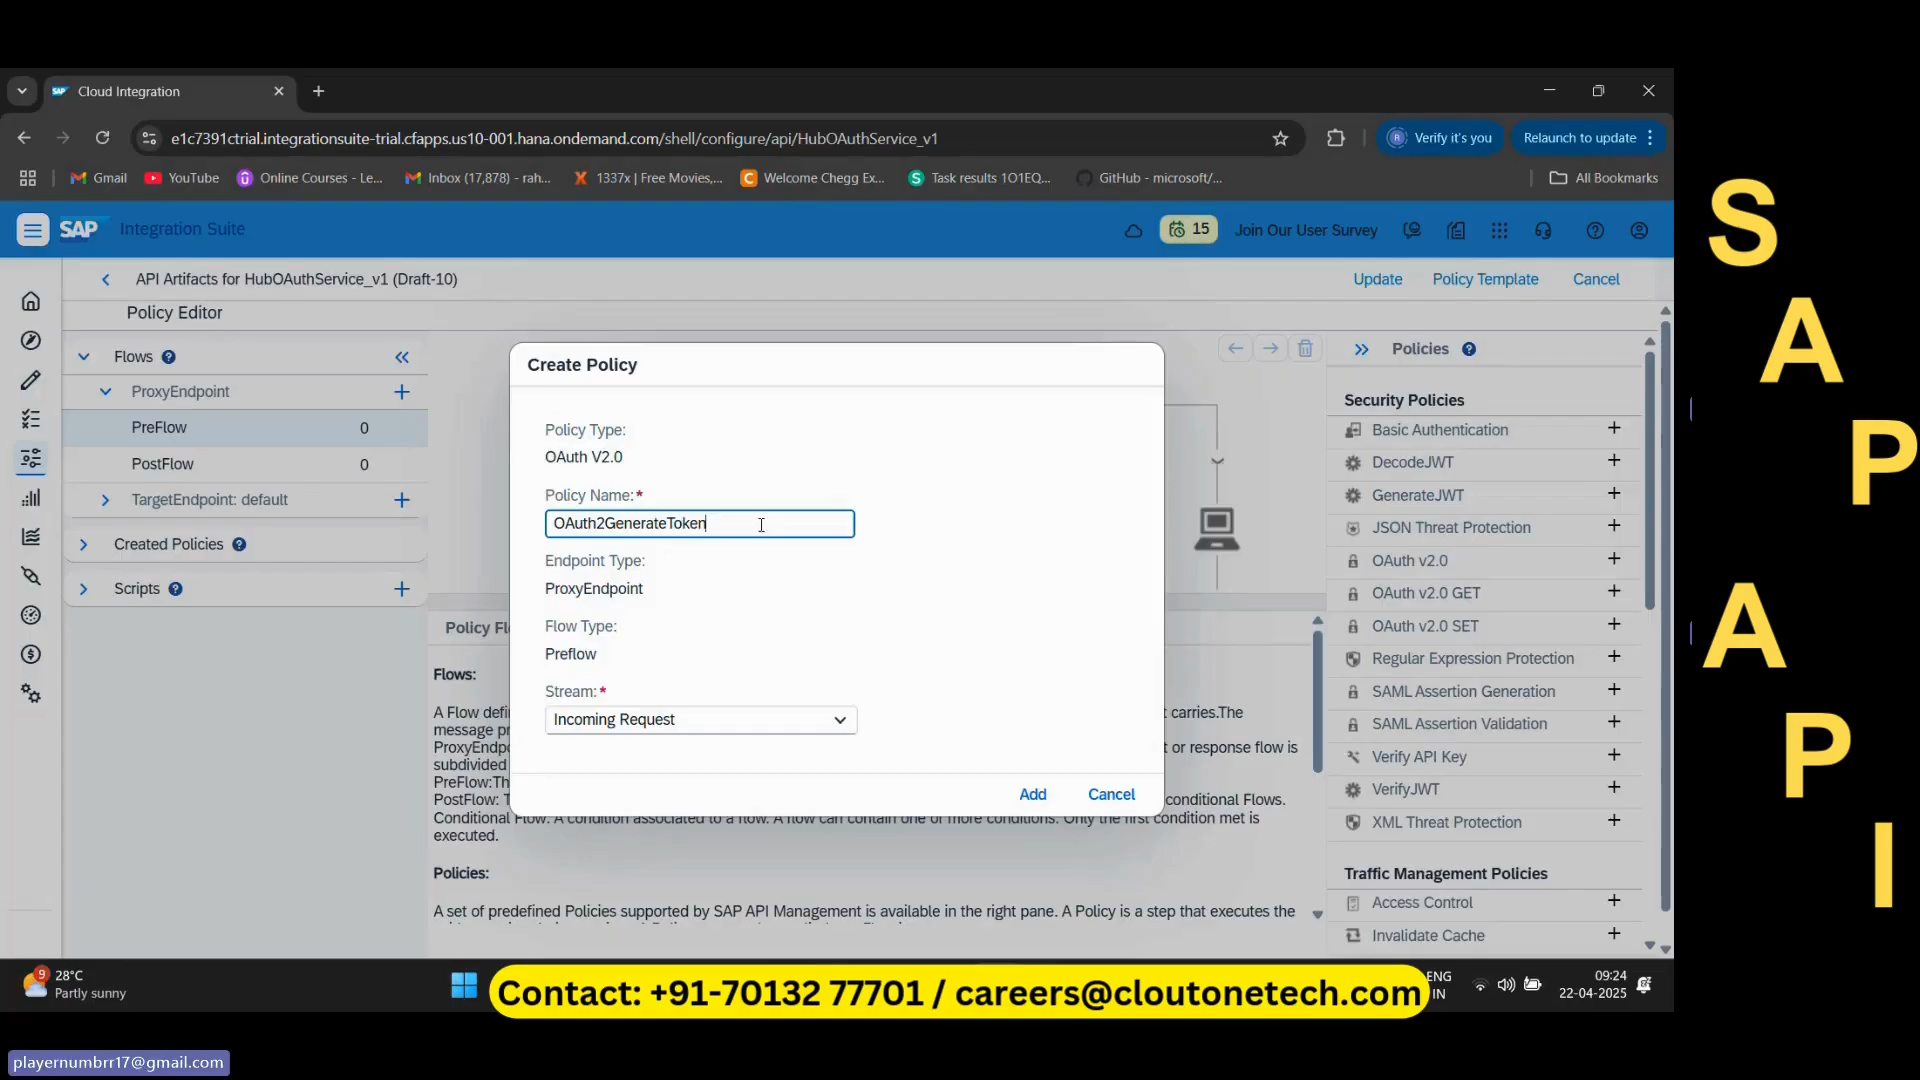 Cloud Integration
e1c7391ctrial.integrationsuite-trial.cfapps.us10-001.hana.ondemand.com/shell/configure/api/HubOAuthService_v1
Verify it's you
Relaunch to update
Gmail
YouTube
Online Courses - Le...
Inbox (17,878) - rah...
1337x | Free Movies,...
Welcome Chegg Ex...
Task results 1O1EQ...
GitHub - microsoft/...
All Bookmarks
SAP
Integration Suite
15
Join Our User Survey
API Artifacts for HubOAuthService_v1 (Draft-10)
Update
Policy Template
Cancel
Policy Editor
Flows
ProxyEndpoint
PreFlow 0
PostFlow 0
TargetEndpoint: default
Created Policies
Scripts
Create Policy
Policy Type:
OAuth V2.0
Policy Name:*
OAuth2GenerateToken
Endpoint Type:
ProxyEndpoint
Flow Type:
Preflow
Stream:*
Incoming Request
Add
Cancel
Policy Fl
Flows:
A Flow defi
carries.The
message pr
ProxyEndpo
t or response flow is
subdivided
PreFlow:Th
PostFlow: T
conditional Flows.
Conditional Flow: A condition associated to a flow. A flow can contain one or more conditions. Only the first condition met is
executed.
Policies:
A set of predefined Policies supported by SAP API Management is available in the right pane. A Policy is a step that executes the
Policies
Security Policies
Basic Authentication
DecodeJWT
GenerateJWT
JSON Threat Protection
OAuth v2.0
OAuth v2.0 GET
OAuth v2.0 SET
Regular Expression Protection
SAML Assertion Generation
SAML Assertion Validation
Verify API Key
VerifyJWT
XML Threat Protection
Traffic Management Policies
Access Control
Invalidate Cache
S
A
P
A
P
I
9
28°C
Partly sunny
Contact: +91-70132 77701 / careers@cloutonetech.com
ENG
IN
09:24
22-04-2025
playernumbrr17@gmail.com